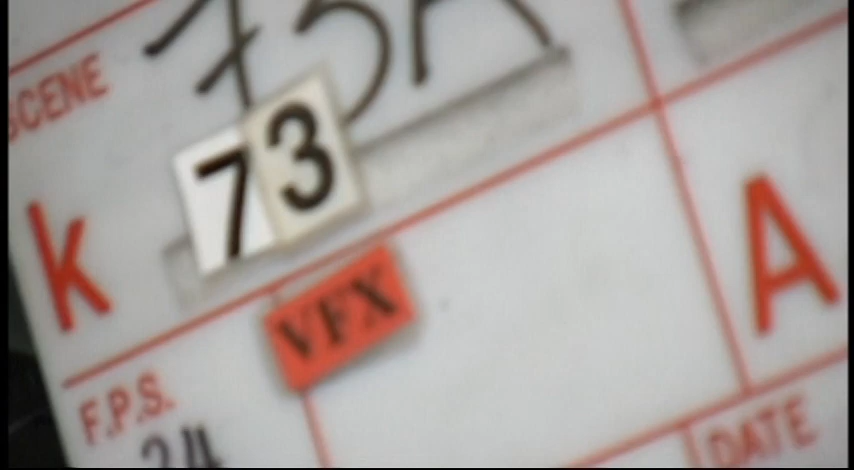 SCENE 73A
73
k
A
VFX
F.P.S.
24
DATE